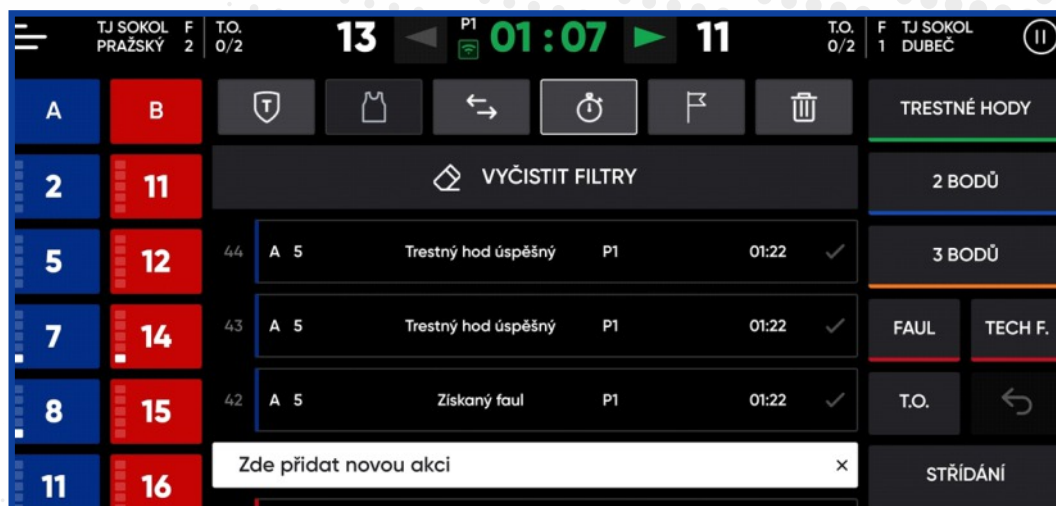 TJ SOKOL F T.O.
PRAŽSKÝ 2 0/2
13
P1
01:07
11
T.O. F TJ SOKOL
0/2 1 DUBEČ
A B
T
TRESTNÉ HODY
2 11
VYČISTIT FILTRY
2 BODŮ
5 12
44 A 5 Trestný hod úspěšný P1 01:22
3 BODŮ
7 14
43 A 5 Trestný hod úspěšný P1 01:22
FAUL TECH F.
8 15
42 A 5 Získaný faul P1 01:22
T.O.
Zde přidat novou akci ×
11 16
STŘÍDÁNÍ